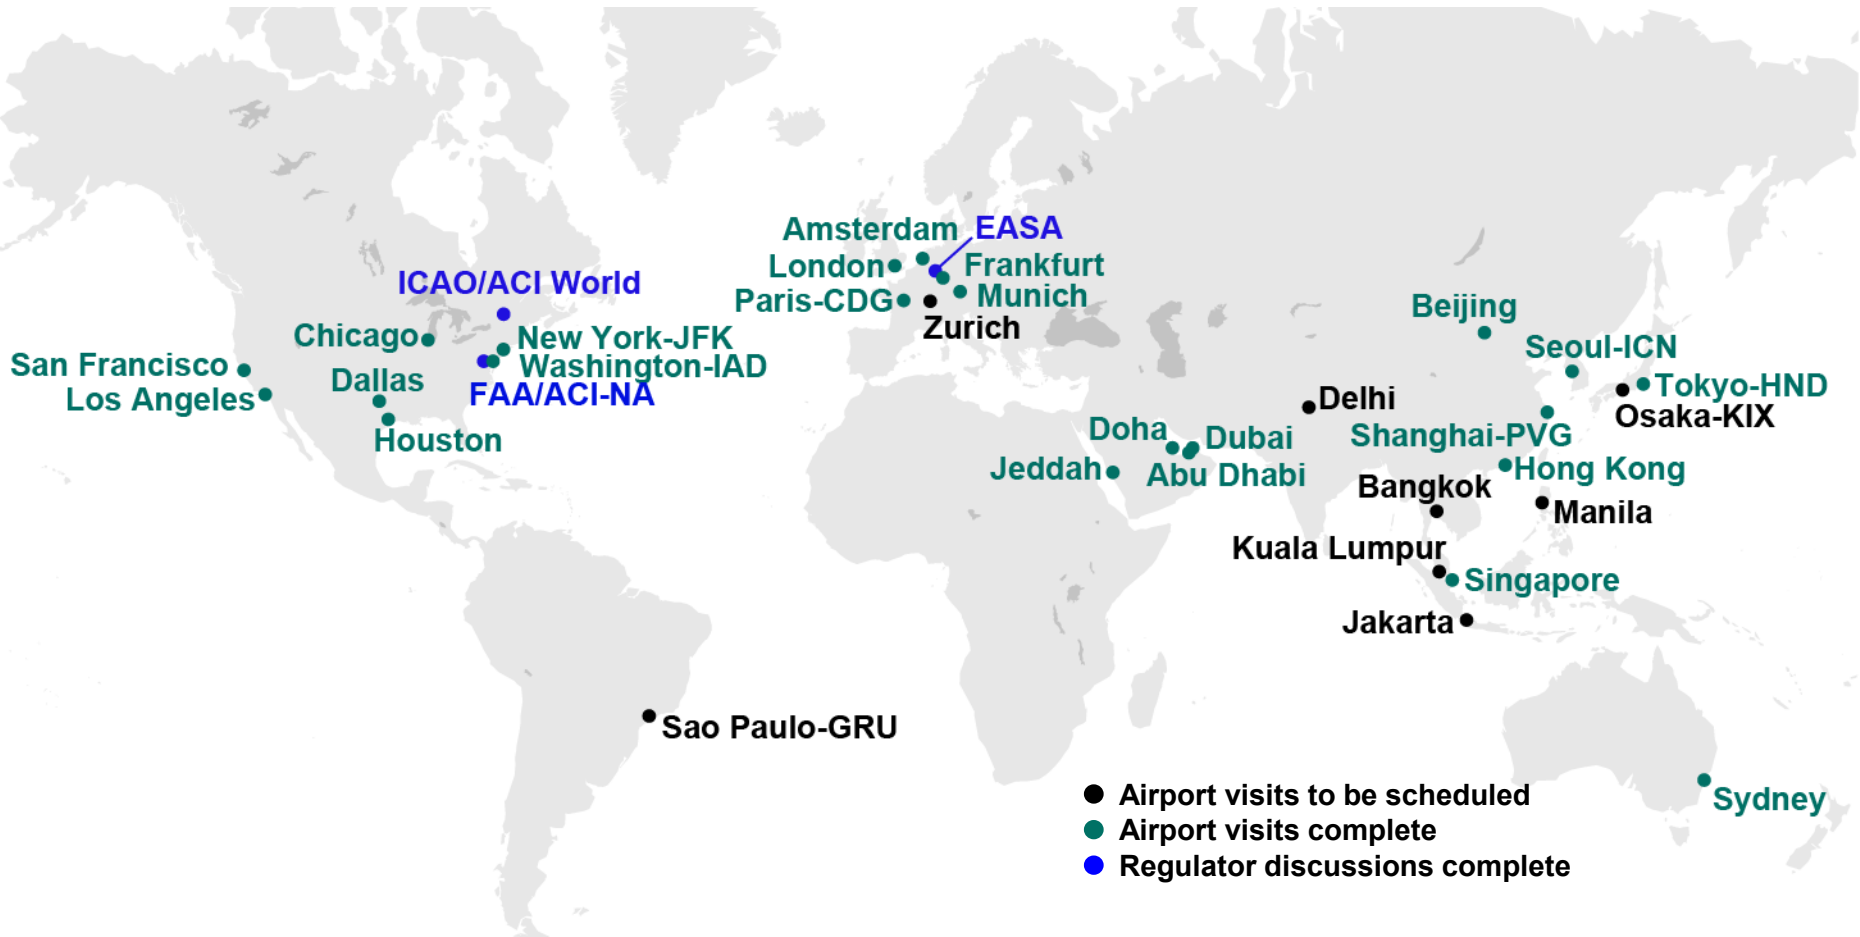 Amsterdam
EASA
London
Frankfurt
Paris-CDG
Munich
Zurich
ICAO/ACI World
Chicago
New York-JFK
San Francisco
Washington-IAD
Dallas
FAA/ACI-NA
Los Angeles
Houston
Beijing
Seoul-ICN
Tokyo-HND
Delhi
Osaka-KIX
Doha
Dubai
Shanghai-PVG
Jeddah
Abu Dhabi
Hong Kong
Bangkok
Manila
Kuala Lumpur
Singapore
Jakarta
Sao Paulo-GRU
Sydney
Airport visits to be scheduled
Airport visits complete
Regulator discussions complete